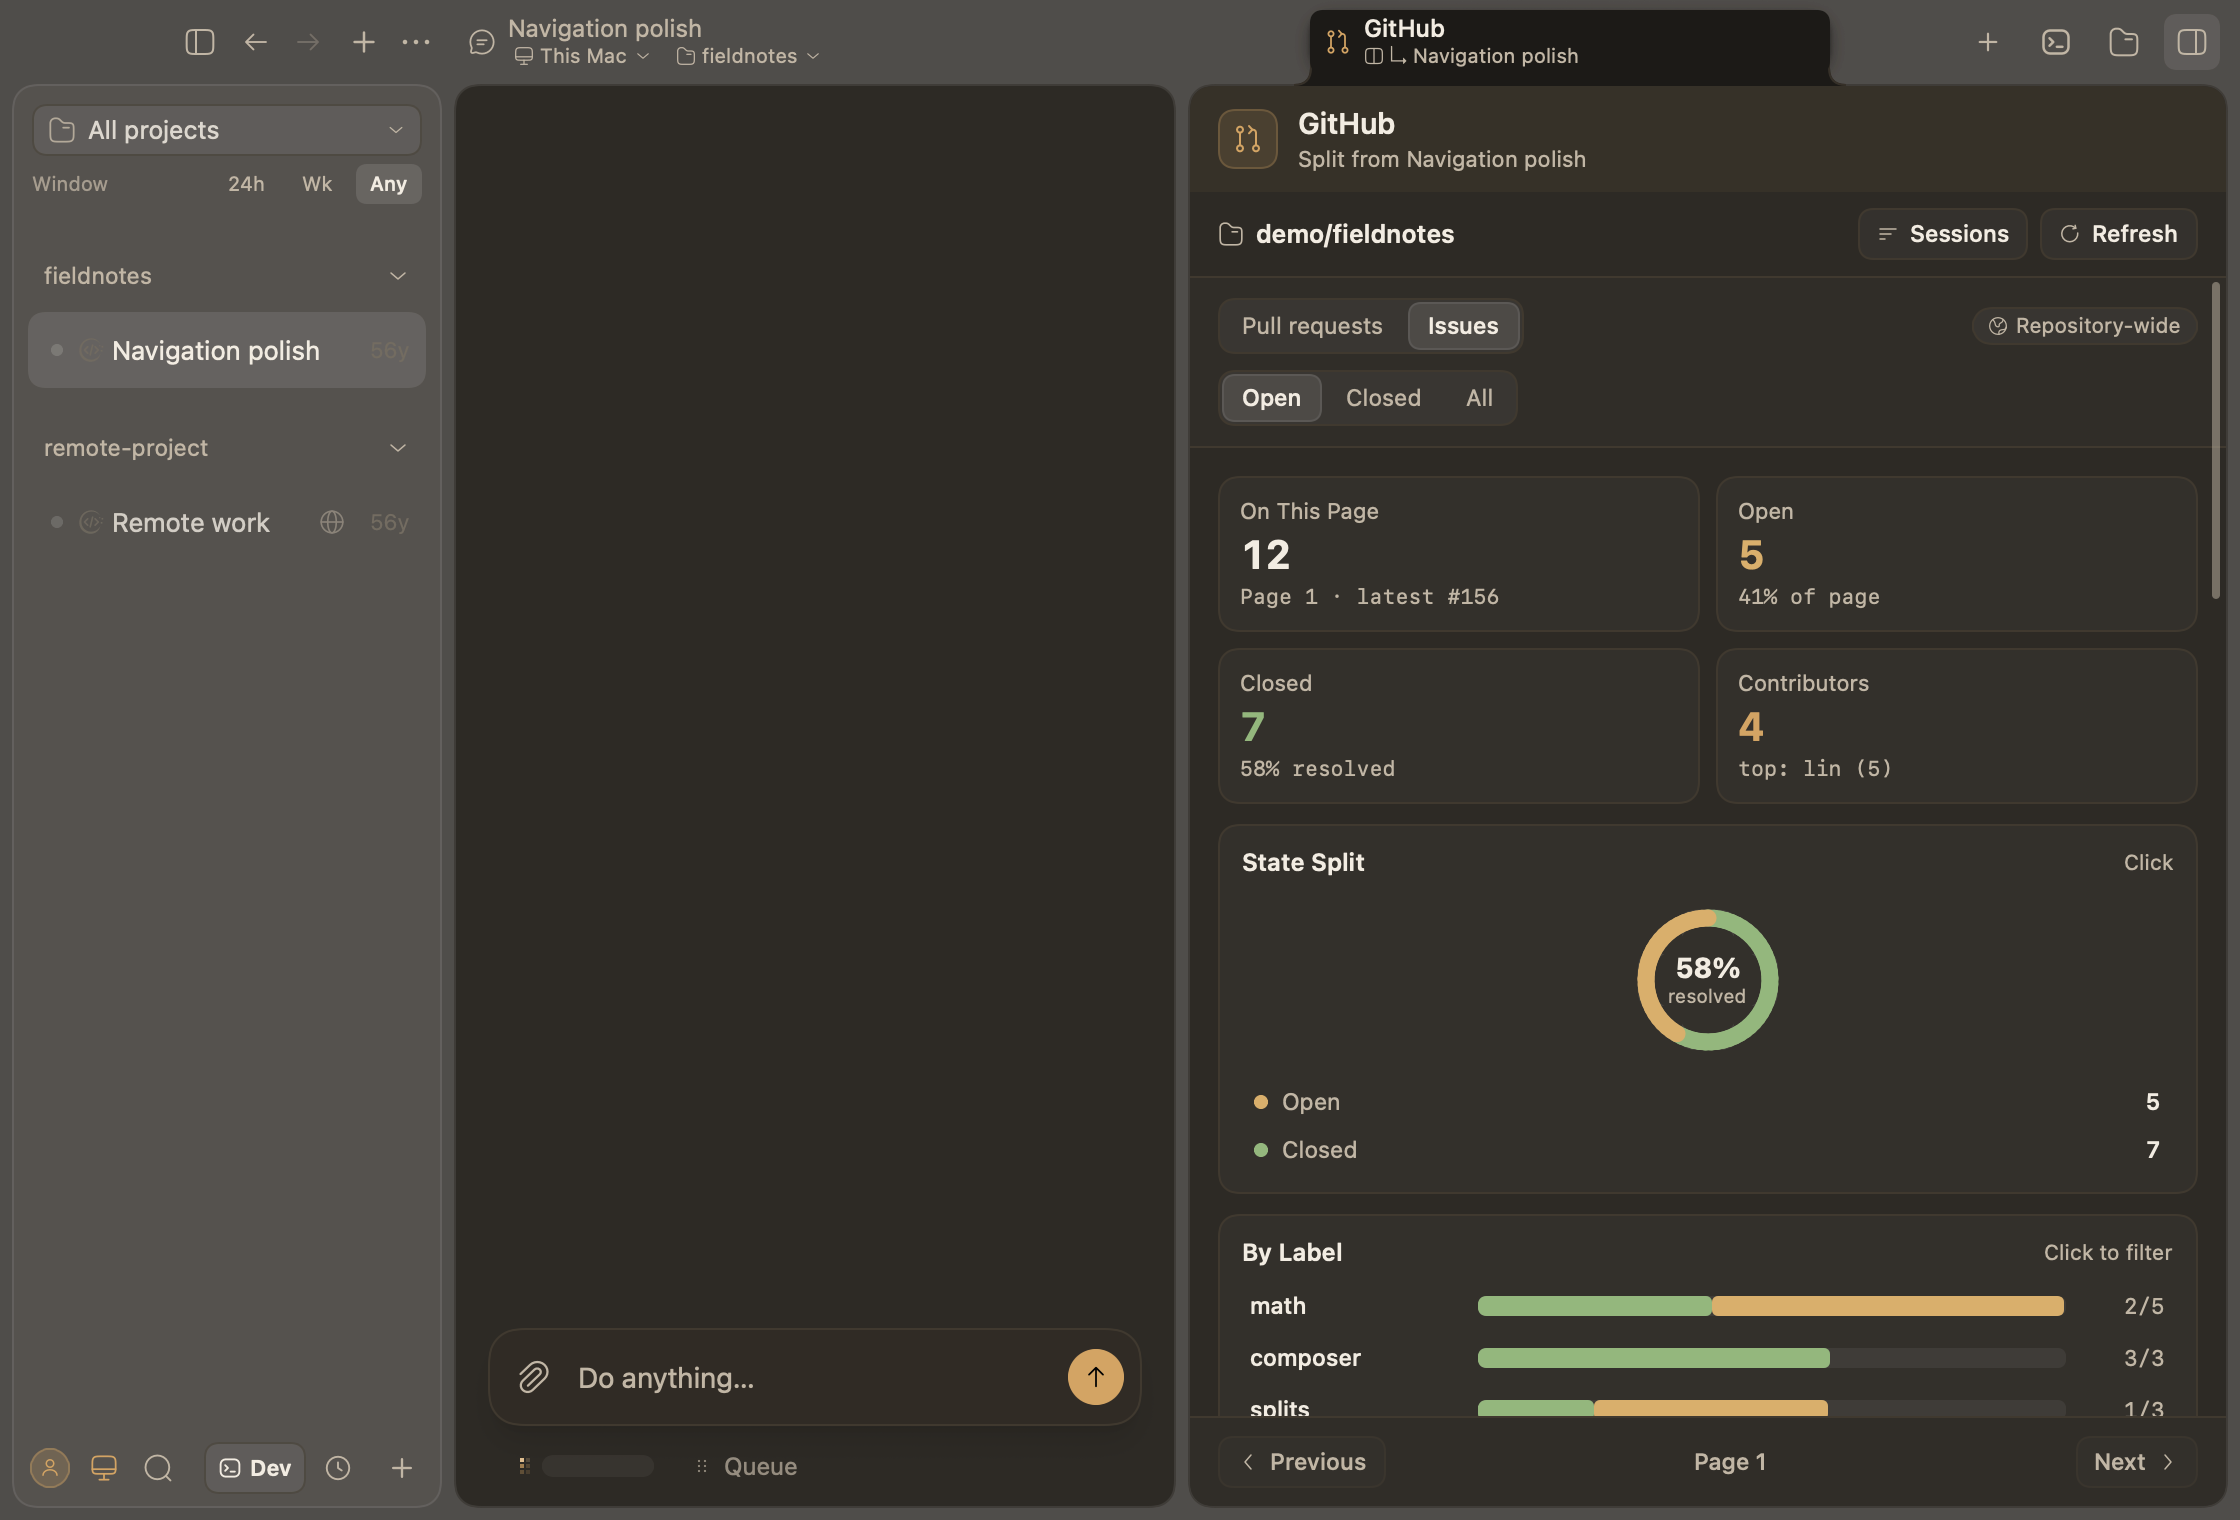 Navigation polish
This Mac
fieldnotes
GitHub
Navigation polish
All projects
Window
24h
Wk
Any
fieldnotes
Navigation polish
56y
remote-project
Remote work
56y
Dev
Do anything...
Queue
GitHub
Split from Navigation polish
demo/fieldnotes
Sessions
Refresh
Pull requests
Issues
Repository-wide
Open
Closed
All
On This Page
12
Page 1 · latest #156
Open
5
41% of page
Closed
7
58% resolved
Contributors
4
top: lin (5)
State Split
Click
58%
resolved
Open
5
Closed
7
By Label
Click to filter
math
2/5
composer
3/3
splits
1/3
Previous
Page 1
Next